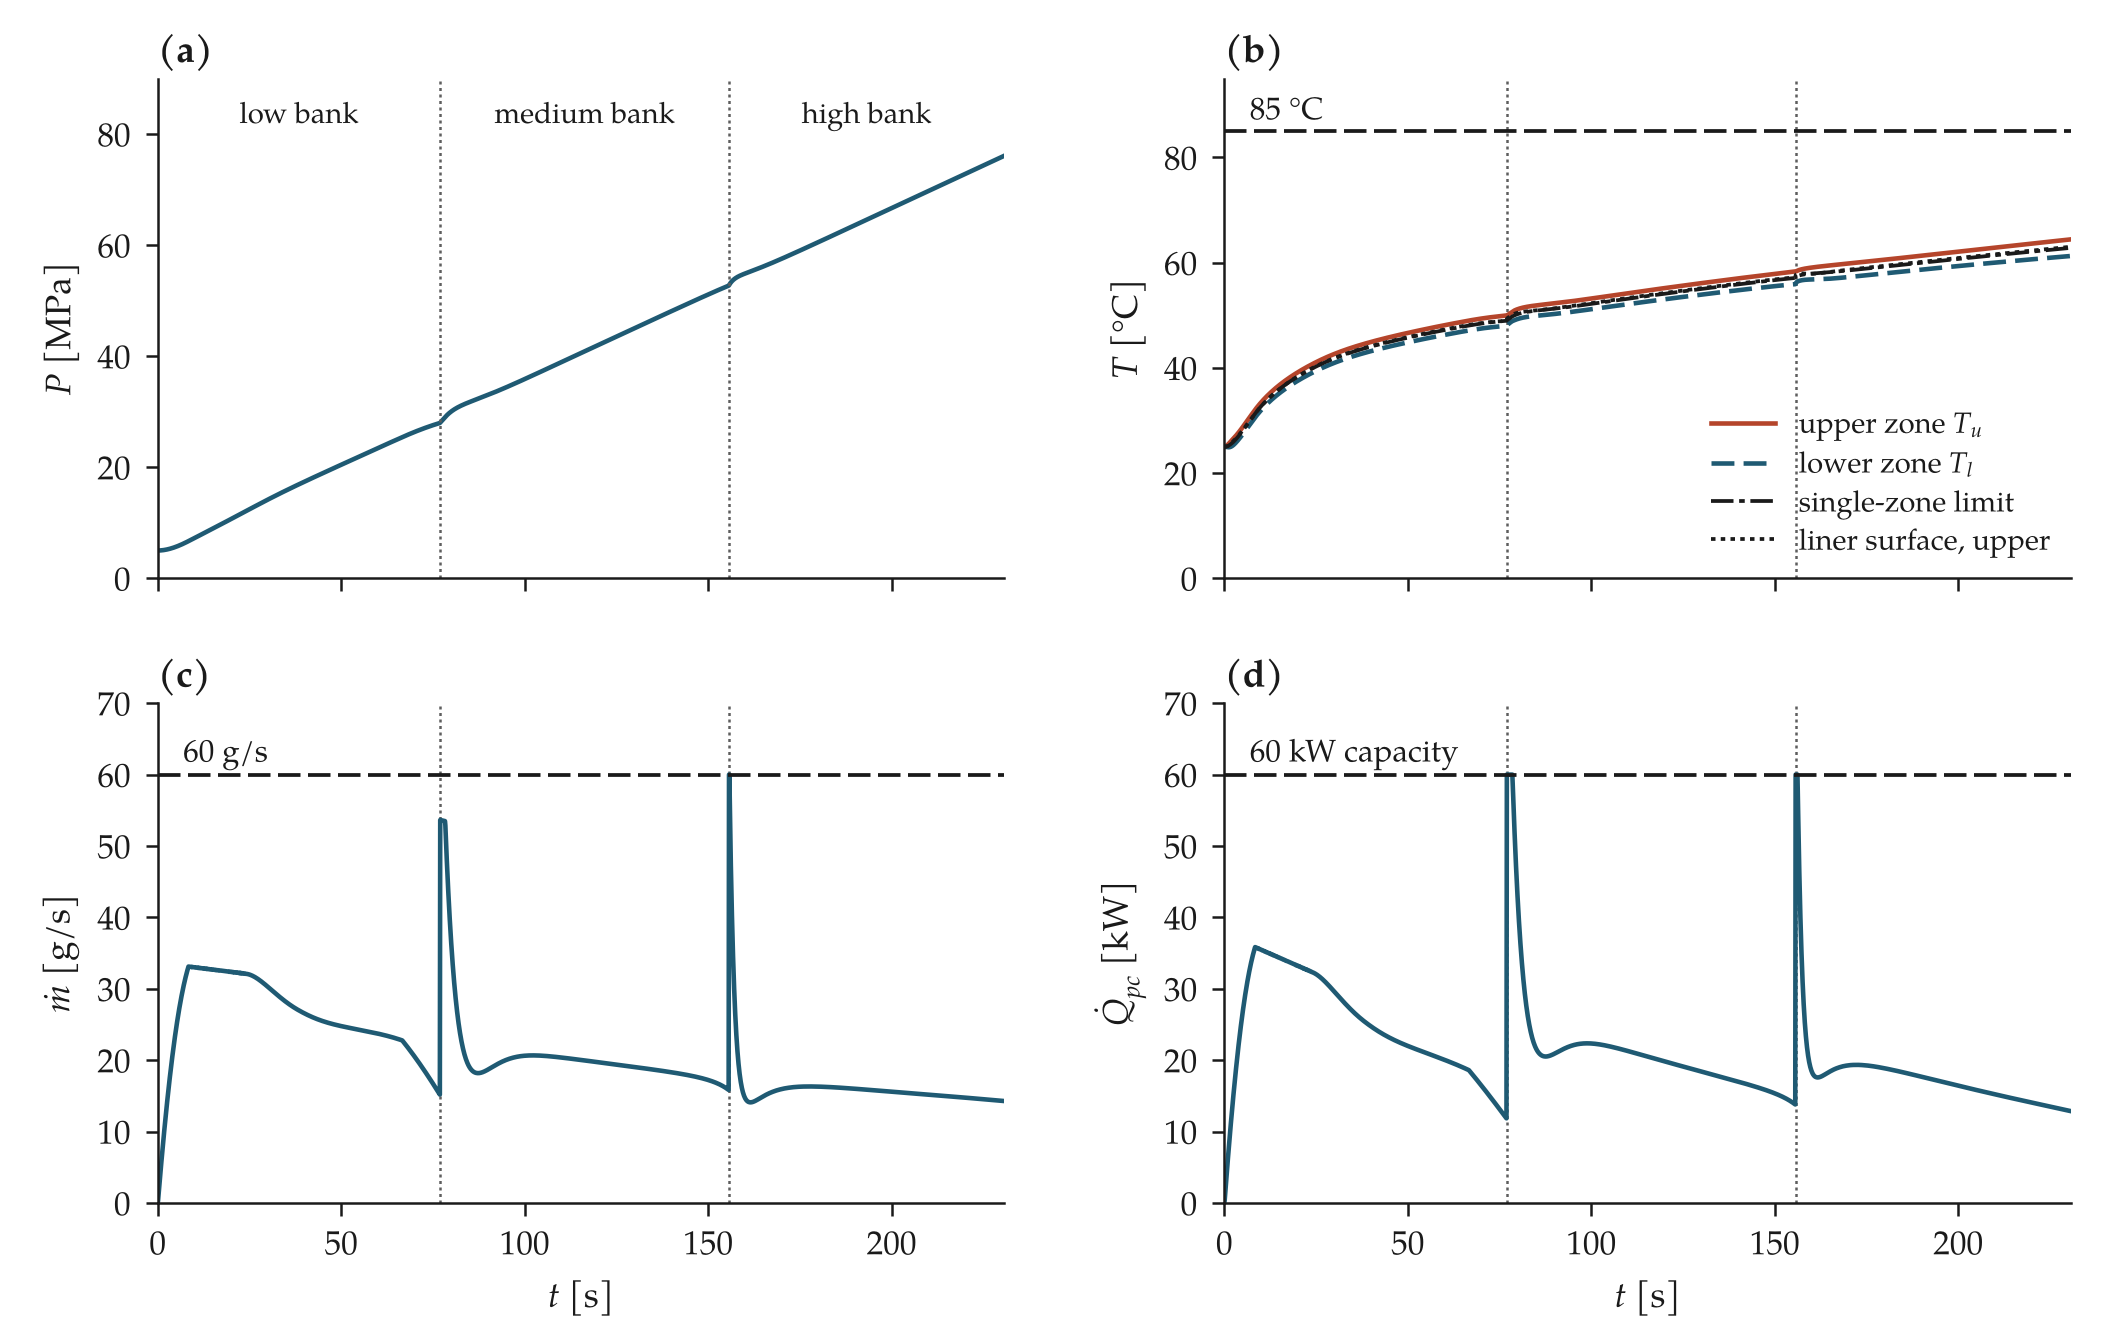 (a)
low bank
medium bank
high bank
80
60
40
20
0
P [MPa]
(b)
85 °C
80
60
40
20
0
T [°C]
upper zone Tᵤ
lower zone Tₗ
single-zone limit
liner surface, upper
(c)
60 g/s
70
60
50
40
30
20
10
0
ṁ [g/s]
0 50 100 150 200
t [s]
(d)
60 kW capacity
70
60
50
40
30
20
10
0
Q̇pc [kW]
0 50 100 150 200
t [s]